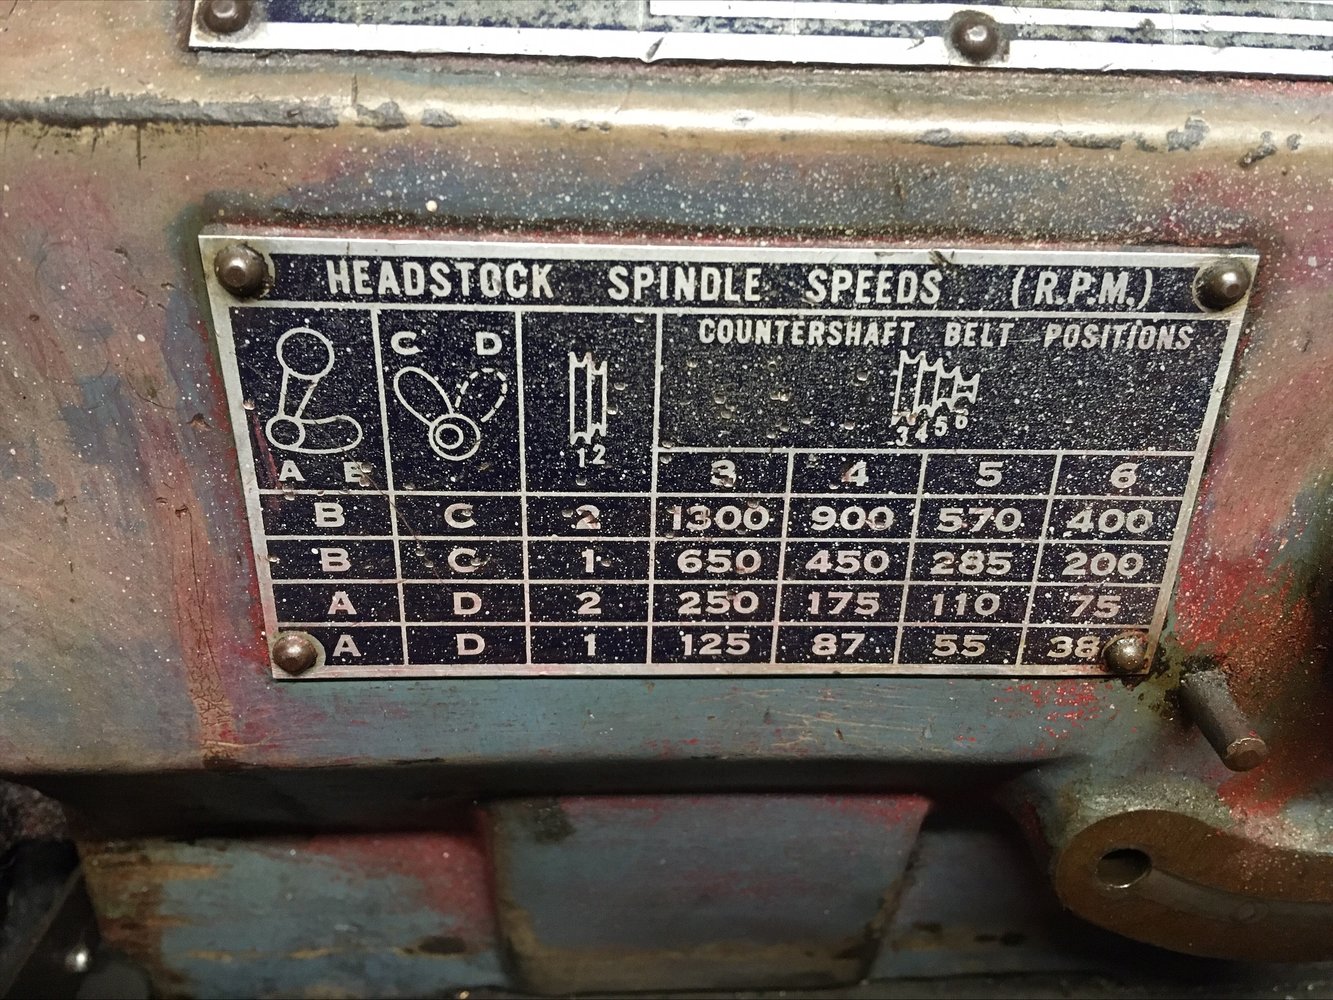 HEADSTOCK SPINDLE SPEEDS (R.P.M.)
C D
COUNTERSHAFT BELT POSITIONS
1 2
3 4 5 6
A B
3 4 5 6
B C 2 1300 900 570 400
B C 1 650 450 285 200
A D 2 250 175 110 75
A D 1 125 87 55 38